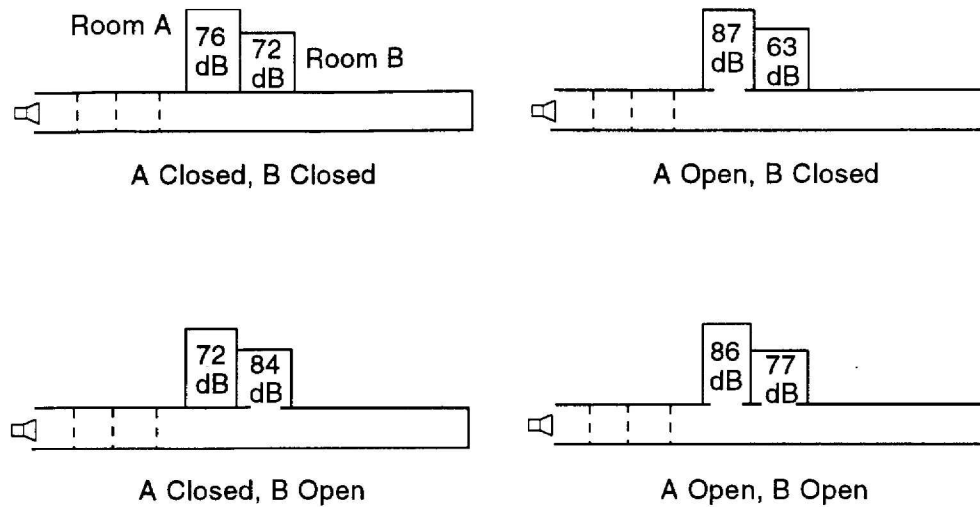 Room A
76
dB
72
dB
Room B
A Closed, B Closed
87
dB
63
dB
A Open, B Closed
72
dB
84
dB
A Closed, B Open
86
dB
77
dB
A Open, B Open